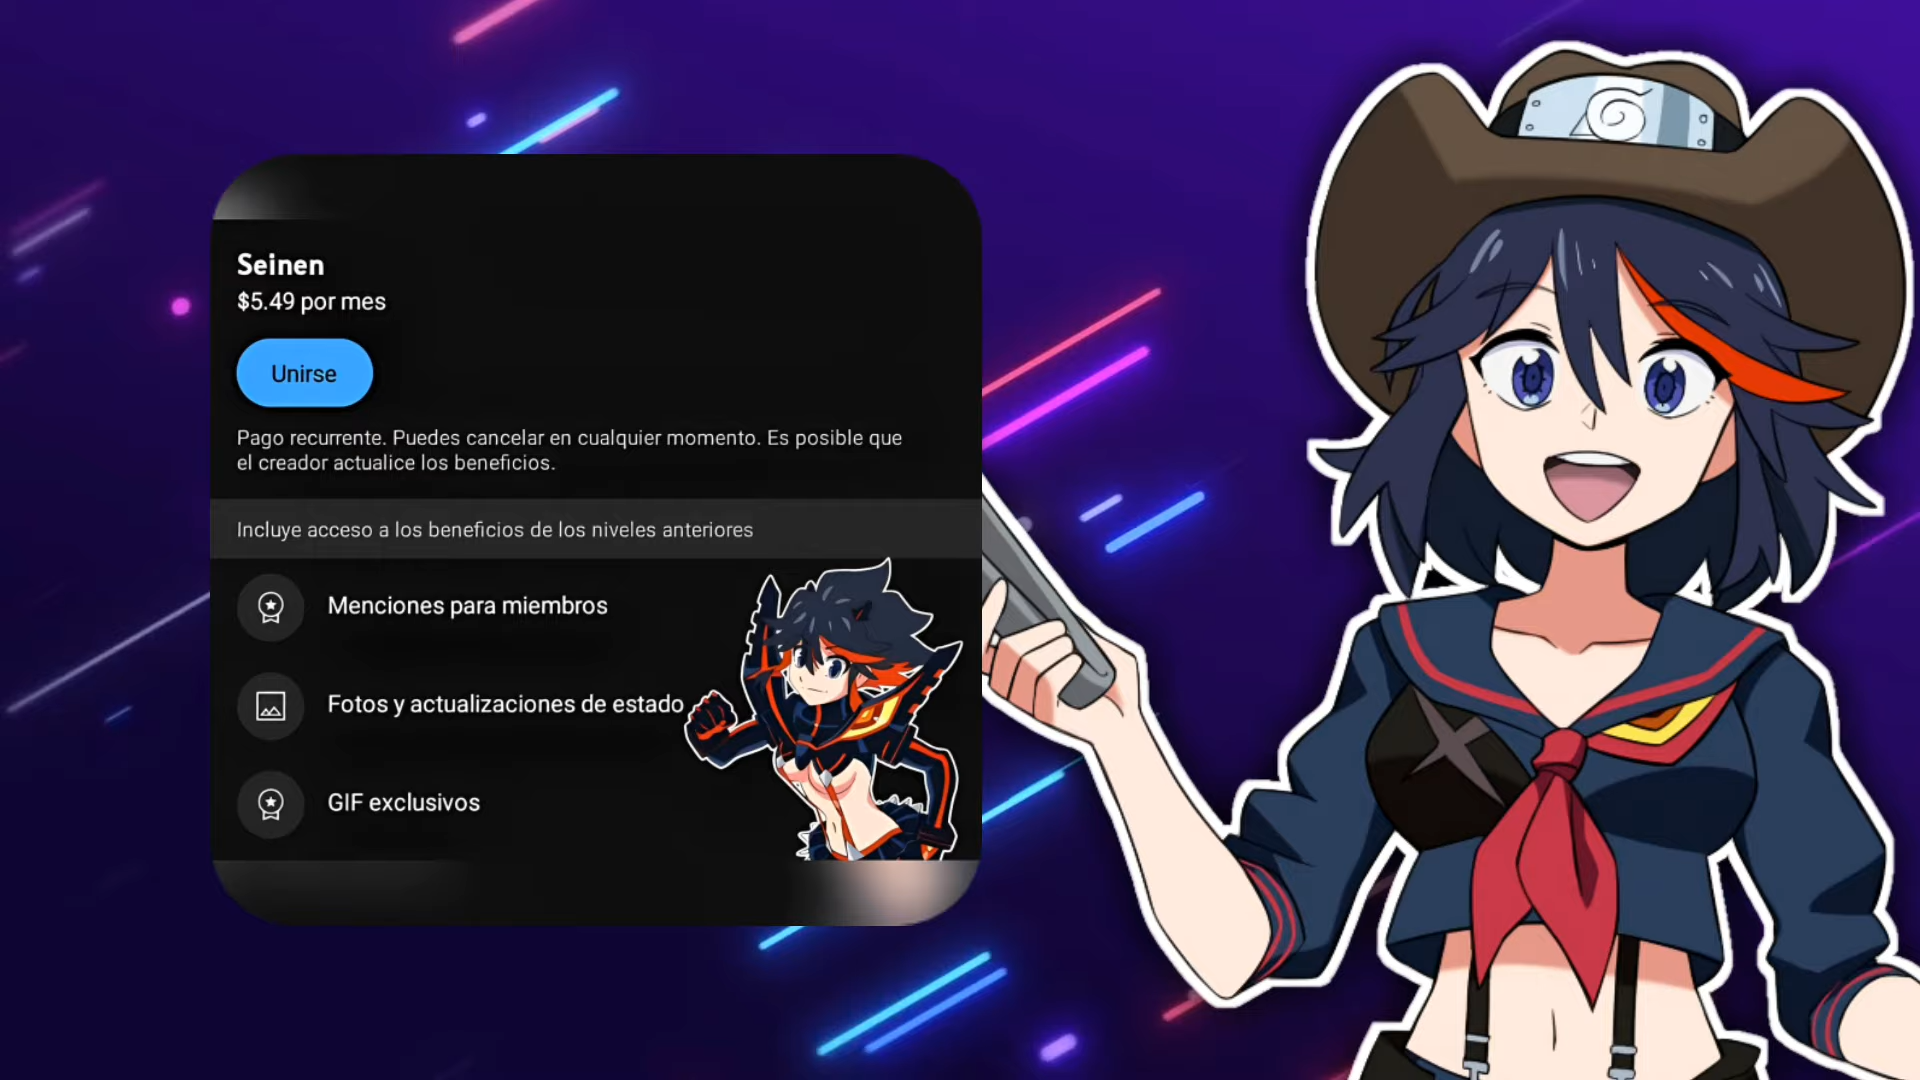 Seinen
$5.49 por mes
Unirse
Pago recurrente. Puedes cancelar en cualquier momento. Es posible que
el creador actualice los beneficios.
Incluye acceso a los beneficios de los niveles anteriores
Menciones para miembros
Fotos y actualizaciones de estado
GIF exclusivos